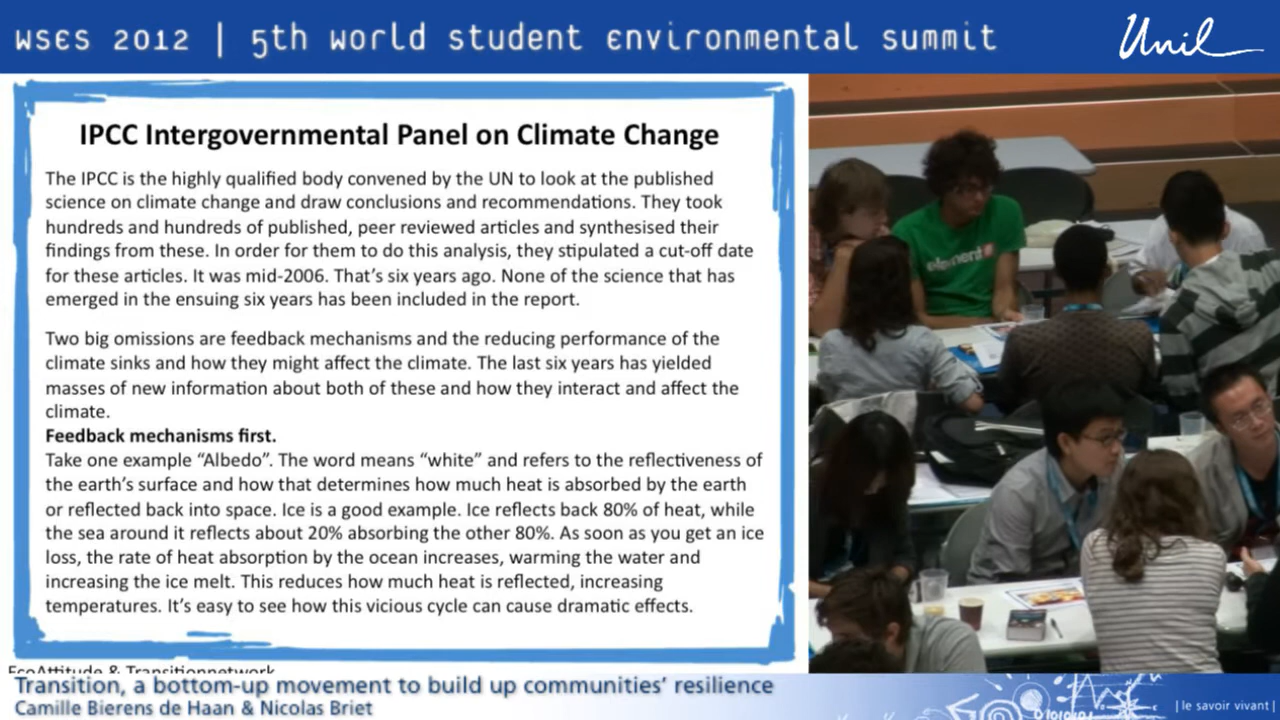 WSES 2012 | 5th world student environmental summit
Unil
IPCC Intergovernmental Panel on Climate Change
The IPCC is the highly qualified body convened by the UN to look at the published
science on climate change and draw conclusions and recommendations. They took
hundreds and hundreds of published, peer reviewed articles and synthesised their
findings from these. In order for them to do this analysis, they stipulated a cut-off date
for these articles. It was mid-2006. That's six years ago. None of the science that has
emerged in the ensuing six years has been included in the report.
Two big omissions are feedback mechanisms and the reducing performance of the
climate sinks and how they might affect the climate. The last six years has yielded
masses of new information about both of these and how they interact and affect the
climate.
Feedback mechanisms first.
Take one example “Albedo”. The word means “white” and refers to the reflectiveness of
the earth's surface and how that determines how much heat is absorbed by the earth
or reflected back into space. Ice is a good example. Ice reflects back 80% of heat, while
the sea around it reflects about 20% absorbing the other 80%. As soon as you get an ice
loss, the rate of heat absorption by the ocean increases, warming the water and
increasing the ice melt. This reduces how much heat is reflected, increasing
temperatures. It's easy to see how this vicious cycle can cause dramatic effects.
element
EcoAttitude & Transitionnetwork
Transition, a bottom-up movement to build up communities' resilience
Camille Bierens de Haan & Nicolas Briet
| le savoir vivant |